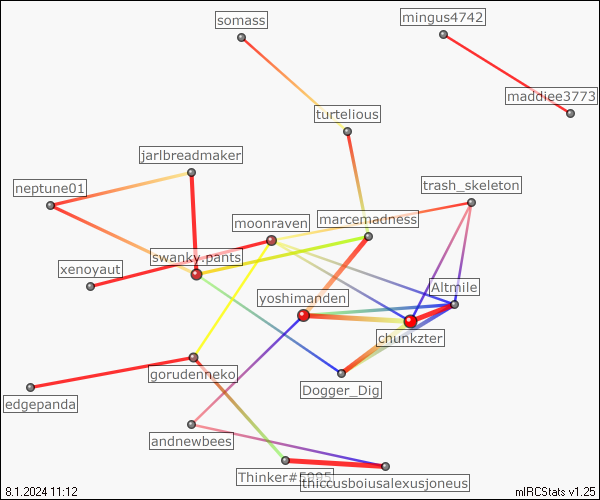 somass
mingus4742
maddiee3773
turtelious
jarlbreadmaker
neptune01
trash_skeleton
moonraven
marcemadness
swanky.pants
xenoyaut
Altmile
yoshimanden
chunkzter
gorudenneko
Dogger_Dig
edgepanda
andnewbees
Thinker#5995
thiccusboiusalexusjoneus
8.1.2024 11:12
mIRCStats v1.25